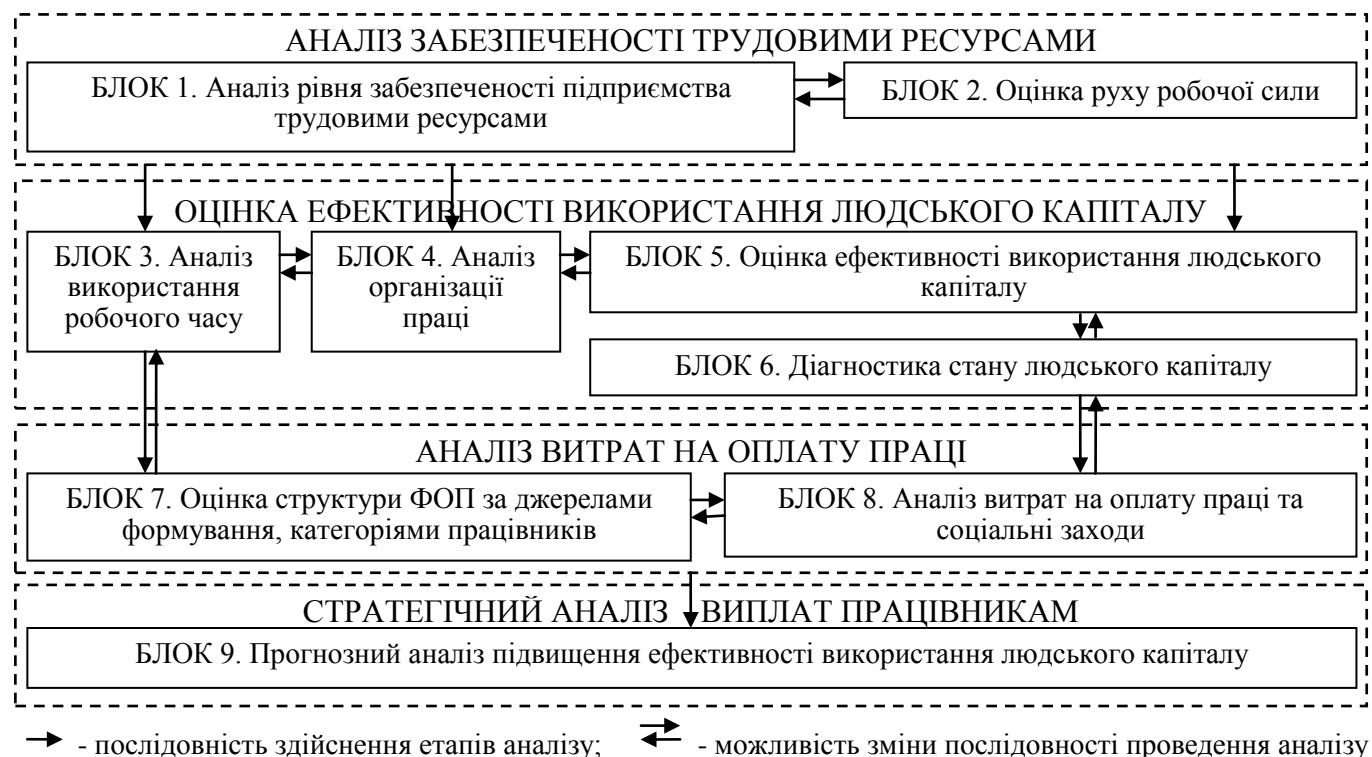 АНАЛІЗ ЗАБЕЗПЕЧЕНОСТІ ТРУДОВИМИ РЕСУРСАМИ
БЛОК 1. Аналіз рівня забезпеченості підприємства
трудовими ресурсами
БЛОК 2. Оцінка руху робочої сили
ОЦІНКА ЕФЕКТИВНОСТІ ВИКОРИСТАННЯ ЛЮДСЬКОГО КАПІТАЛУ
БЛОК 3. Аналіз
використання
робочого часу
БЛОК 4. Аналіз
організації
праці
БЛОК 5. Оцінка ефективності використання людського
капіталу
БЛОК 6. Діагностика стану людського капіталу
АНАЛІЗ ВИТРАТ НА ОПЛАТУ ПРАЦІ
БЛОК 7. Оцінка структури ФОП за джерелами
формування, категоріями працівників
БЛОК 8. Аналіз витрат на оплату праці та
соціальні заходи
СТРАТЕГІЧНИЙ АНАЛІЗ ВИПЛАТ ПРАЦІВНИКАМ
БЛОК 9. Прогнозний аналіз підвищення ефективності використання людського капіталу
- послідовність здійснення етапів аналізу; - можливість зміни послідовності проведення аналізу